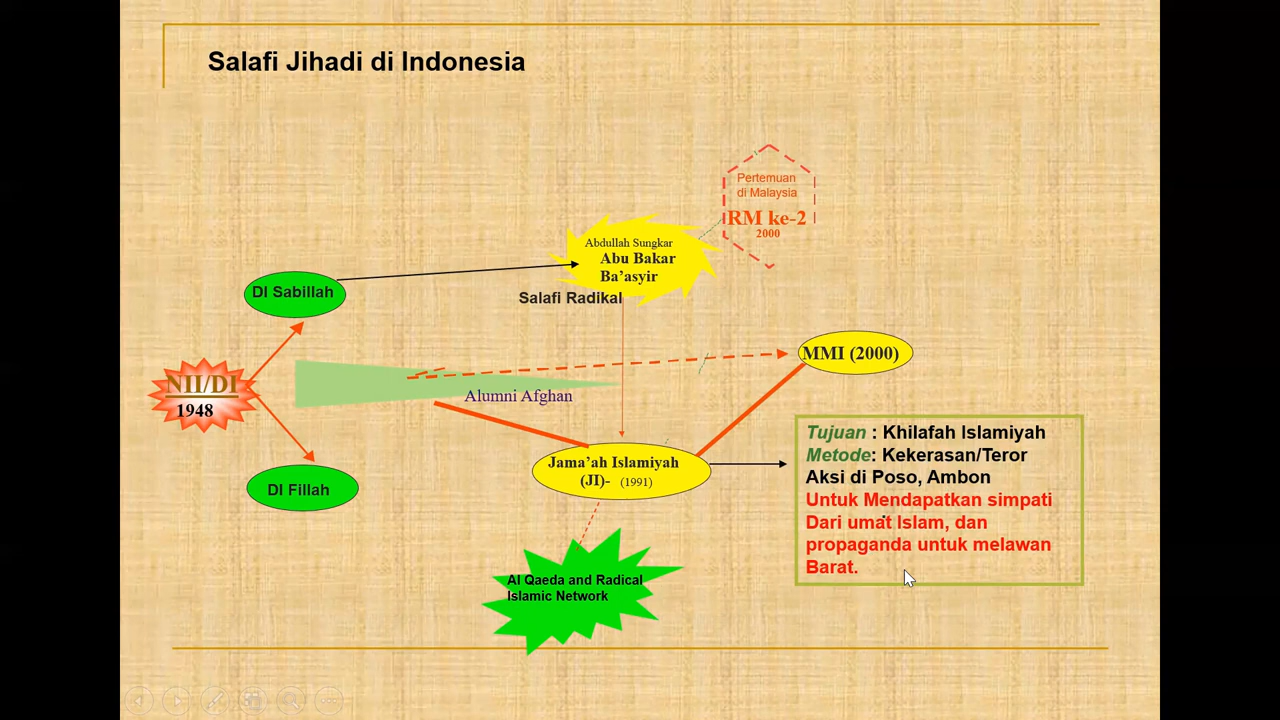 Salafi Jihadi di Indonesia
Pertemuan
di Malaysia
RM ke-2
2000
Abdullah Sungkar
Abu Bakar
Ba’asyir
Salafi Radikal
DI Sabillah
MMI (2000)
NII/DI
1948
Alumni Afghan
DI Fillah
Jama’ah Islamiyah
(JI)- (1991)
Tujuan : Khilafah Islamiyah
Metode: Kekerasan/Teror
Aksi di Poso, Ambon
Untuk Mendapatkan simpati
Dari umat Islam, dan
propaganda untuk melawan
Barat.
Al Qaeda and Radical
Islamic Network